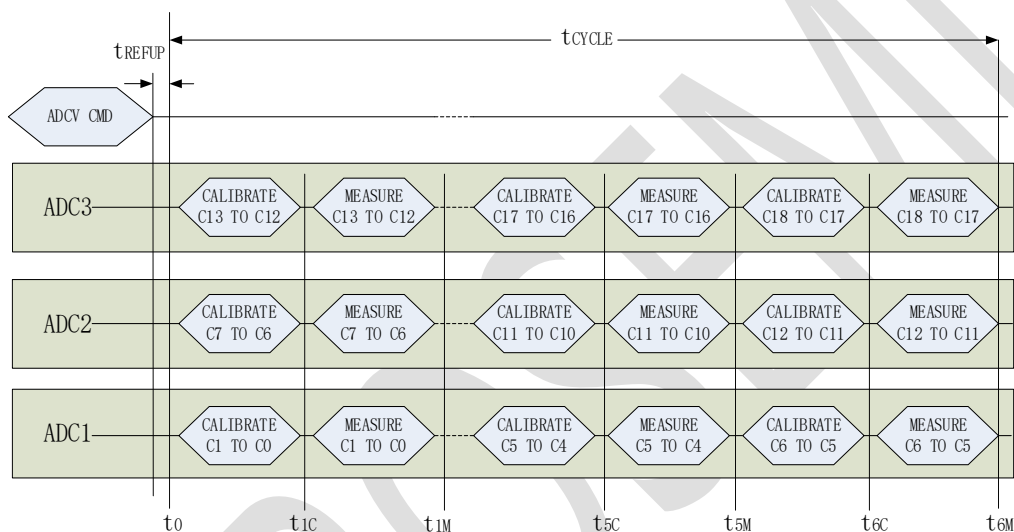 tCYCLE
tREFUP
ADCV CMD
ADC3
CALIBRATE
C13 TO C12
MEASURE
C13 TO C12
CALIBRATE
C17 TO C16
MEASURE
C17 TO C16
CALIBRATE
C18 TO C17
MEASURE
C18 TO C17
ADC2
CALIBRATE
C7 TO C6
MEASURE
C7 TO C6
CALIBRATE
C11 TO C10
MEASURE
C11 TO C10
CALIBRATE
C12 TO C11
MEASURE
C12 TO C11
ADC1
CALIBRATE
C1 TO C0
MEASURE
C1 TO C0
CALIBRATE
C5 TO C4
MEASURE
C5 TO C4
CALIBRATE
C6 TO C5
MEASURE
C6 TO C5
t0 t1C t1M t5C t5M t6C t6M